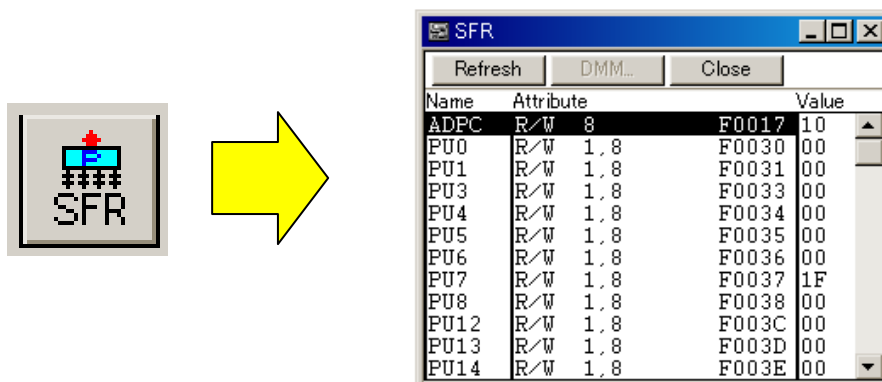 SFR
SFR
Refresh DMM... Close
Name Attribute Value
ADPC R/W 8 F0017 10
PU0 R/W 1,8 F0030 00
PU1 R/W 1,8 F0031 00
PU3 R/W 1,8 F0033 00
PU4 R/W 1,8 F0034 00
PU5 R/W 1,8 F0035 00
PU6 R/W 1,8 F0036 00
PU7 R/W 1,8 F0037 1F
PU8 R/W 1,8 F0038 00
PU12 R/W 1,8 F003C 00
PU13 R/W 1,8 F003D 00
PU14 R/W 1,8 F003E 00